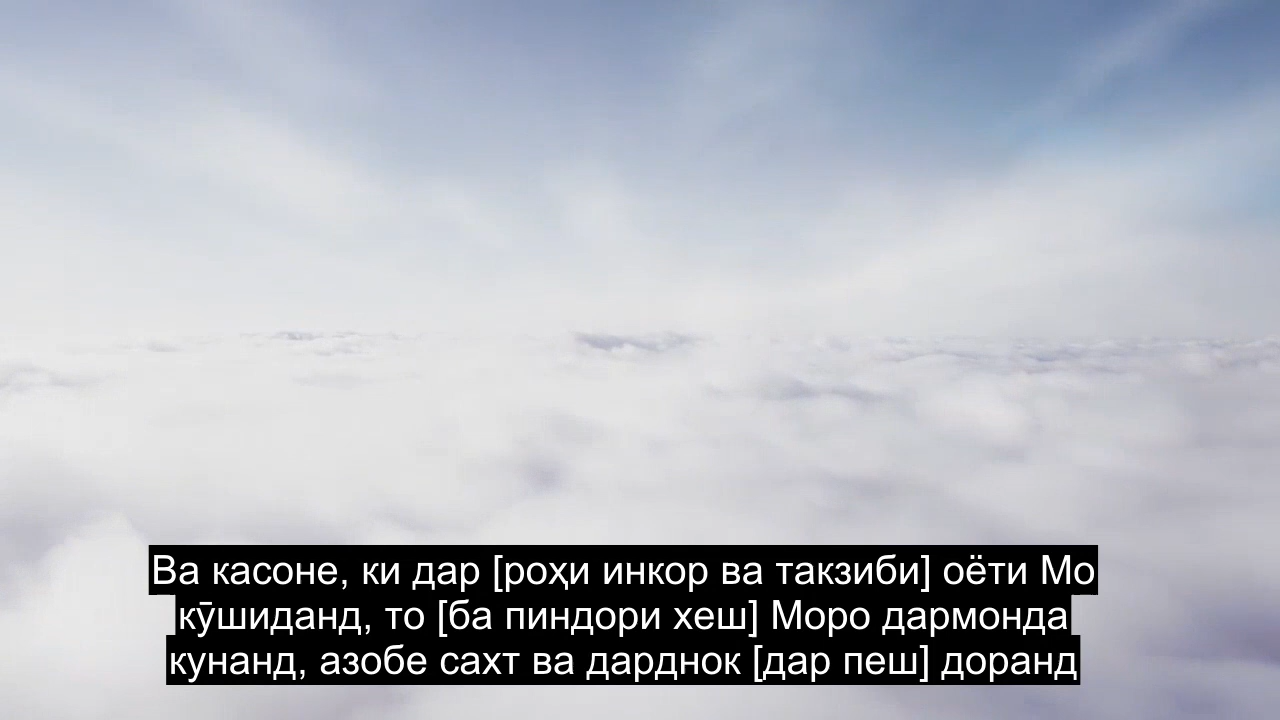 Ва касоне, ки дар [роҳи инкор ва такзиби] оёти Мо
кӯшиданд, то [ба пиндори хеш] Моро дармонда
кунанд, азобе сахт ва дарднок [дар пеш] доранд